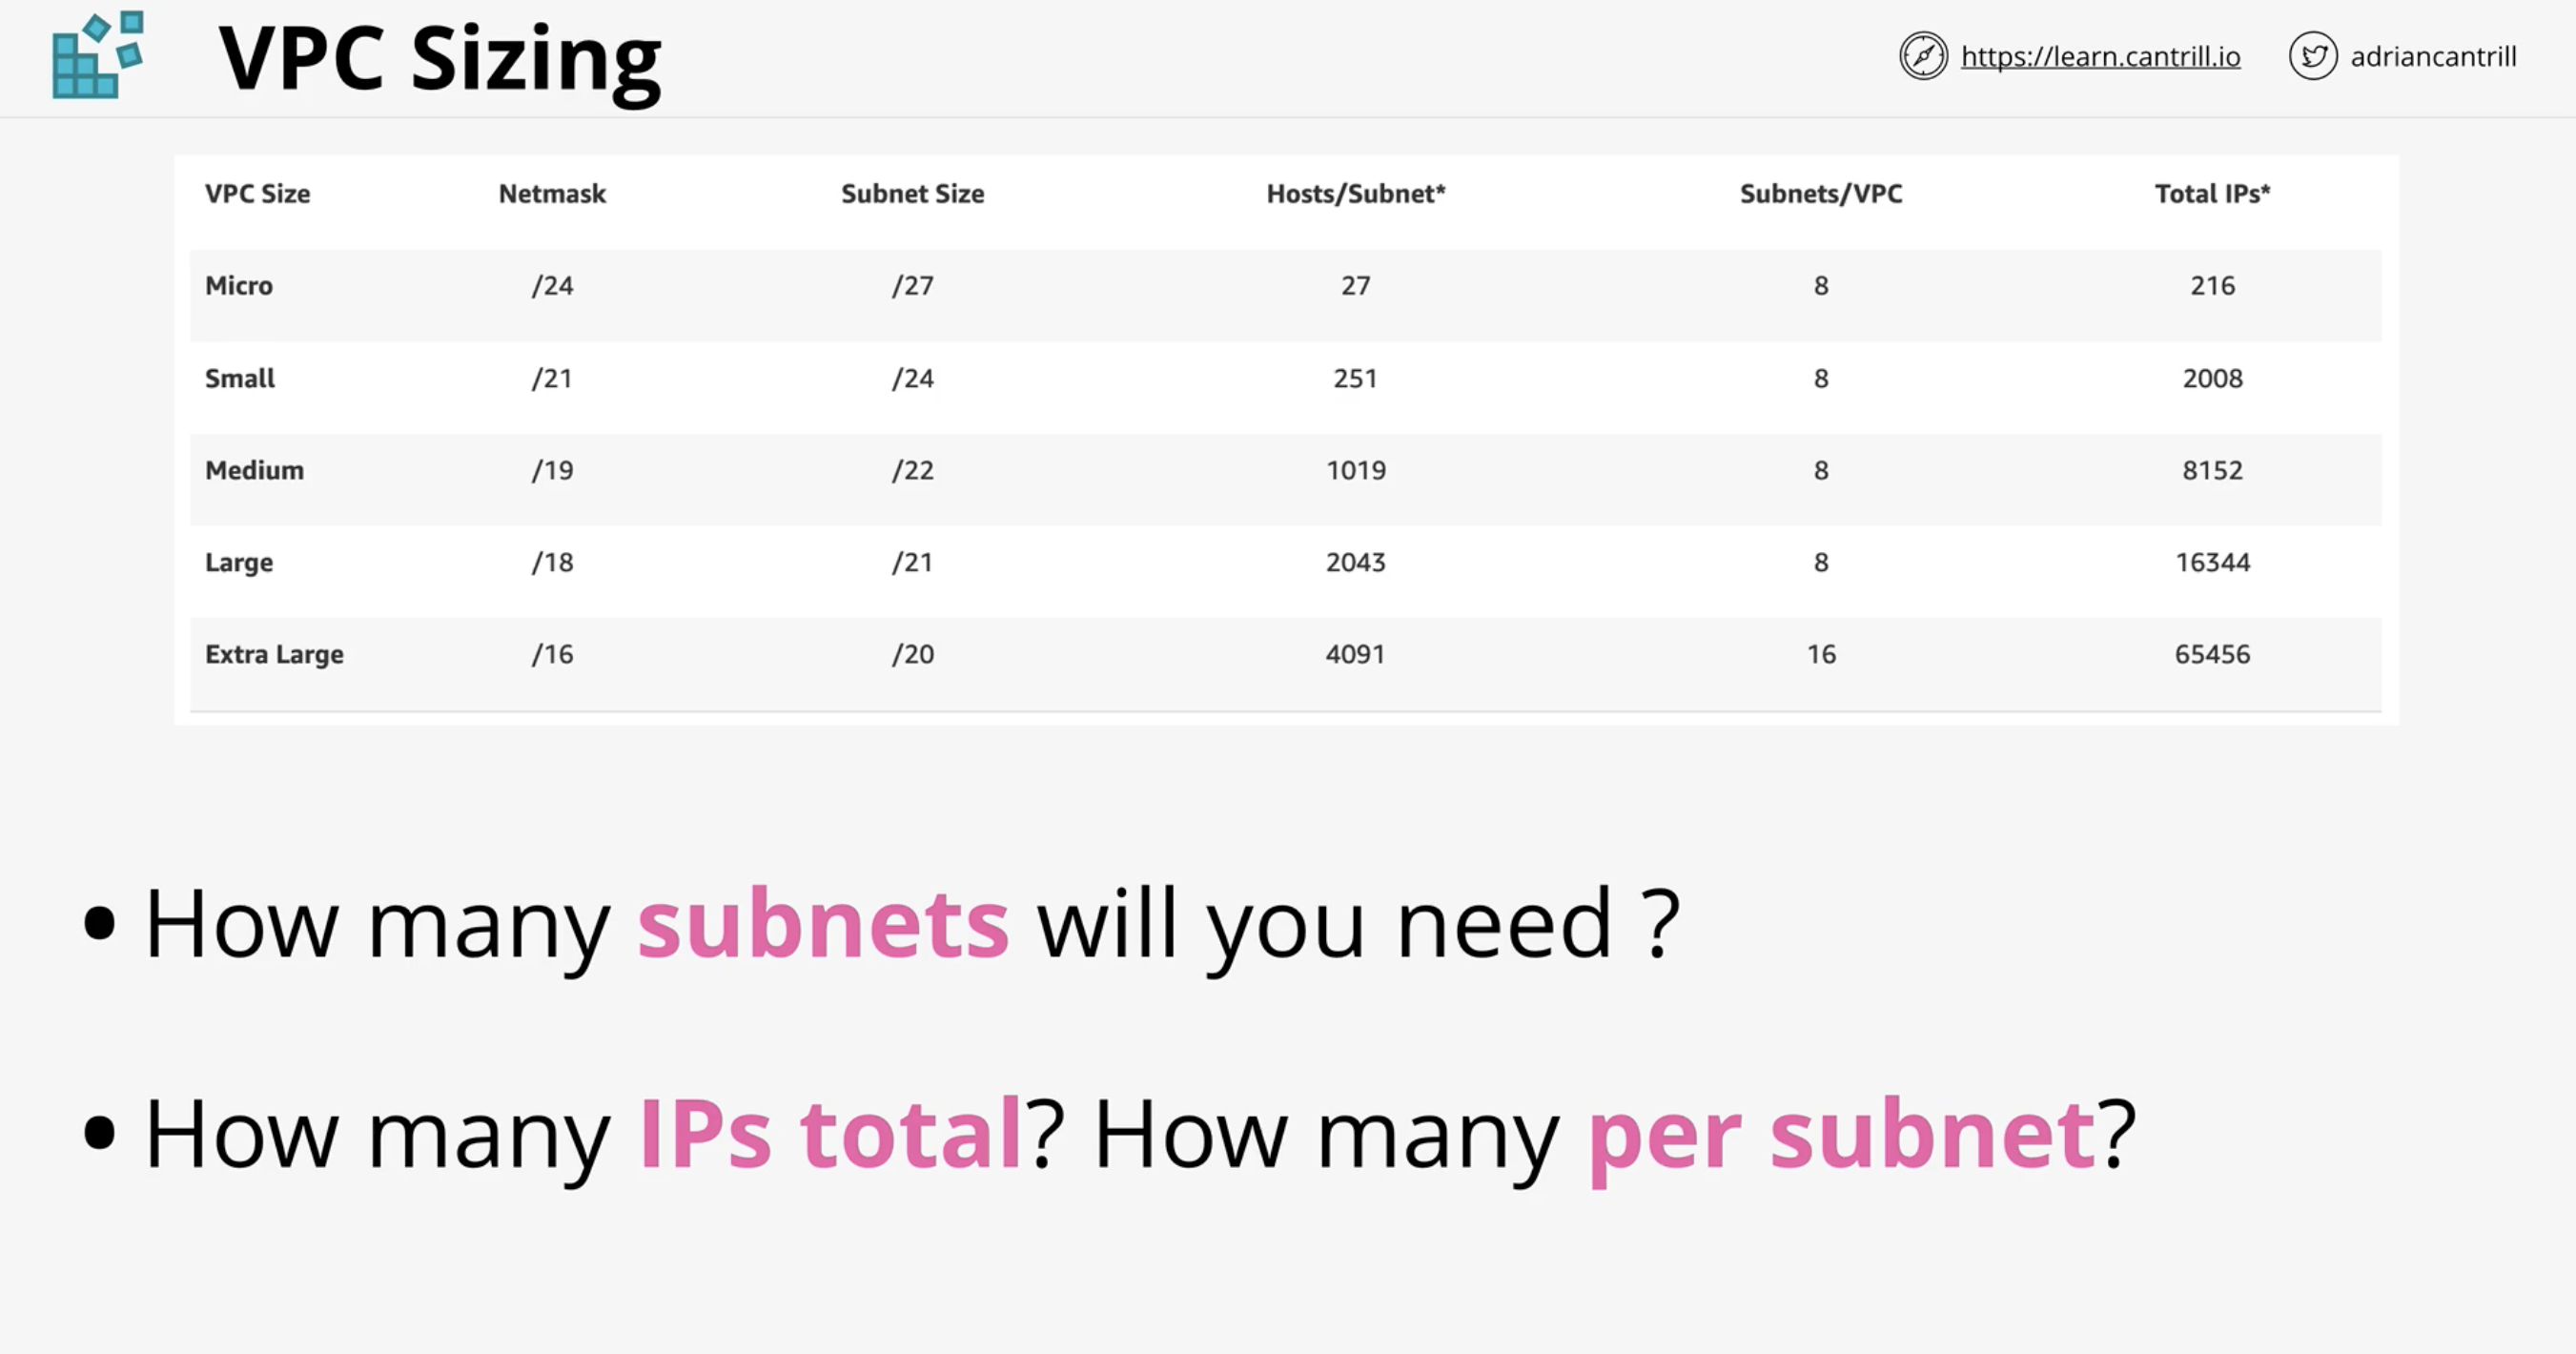 VPC Sizing
https://learn.cantrill.io
adriancantrill
VPC Size Netmask Subnet Size Hosts/Subnet* Subnets/VPC Total IPs*
Micro /24 /27 27 8 216
Small /21 /24 251 8 2008
Medium /19 /22 1019 8 8152
Large /18 /21 2043 8 16344
Extra Large /16 /20 4091 16 65456
• How many subnets will you need ?
• How many IPs total? How many per subnet?